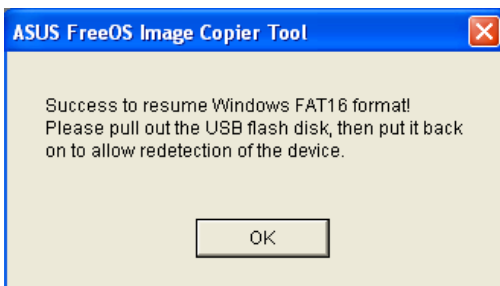 ASUS FreeOS Image Copier Tool
Success to resume Windows FAT16 format!
Please pull out the USB flash disk, then put it back
on to allow redetection of the device.
OK